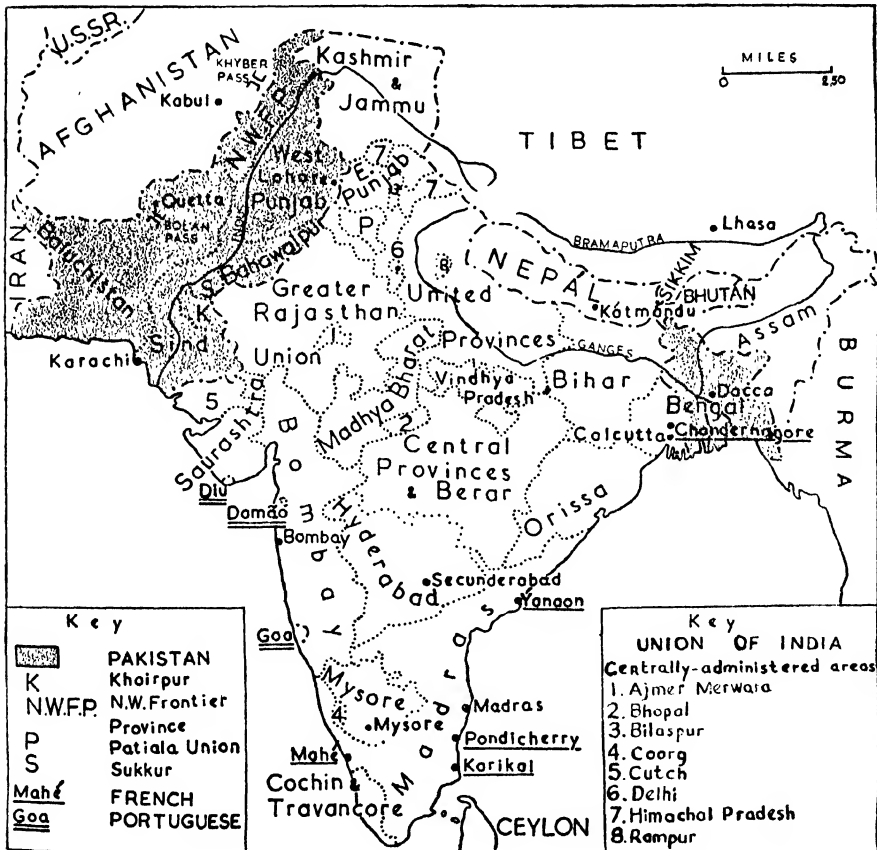 U.S.S.R.
AFGHANISTAN
KHYBER
PASS
Kabul
N.W.F.P.
Kashmir
&
Jammu
MILES
0 250
TIBET
West
Punjab
Lahore
E
Punjab
7
7
3
P
6
8
Quetta
BOLAN
PASS
INDUS
IRAN
Baluchistan
Bahawalpur
S
K
Sind
Karachi
Greater
Rajasthan
Union
1
United
Provinces
NEPAL
Kātmandu
SIKKIM
BHUTAN
BRAMAPUTRA
Lhasa
Assam
BURMA
GANGES
5
Saurashtra
Madhya Bharat
2
Vindhya
Pradesh
Bihar
Bengal
Dacca
Calcutta
Chandernagore
Central
Provinces
& Berar
Orissa
Diu
Damāo
Bombay
Bombay
Hyderabad
Secunderabad
Yanaon
Goa
Mysore
4
Mysore
Madras
Madras
Pondicherry
Karikal
Mahé
Cochin &
Travancore
CEYLON
Key
PAKISTAN
K Khairpur
N.W.F.P. N.W. Frontier
Province
P Patiala Union
S Sukkur
Mahé FRENCH
Goa PORTUGUESE
Key
UNION OF INDIA
Centrally-administered areas
1. Ajmer Merwara
2. Bhopal
3. Bilaspur
4. Coorg
5. Cutch
6. Delhi
7. Himachal Pradesh
8. Rampur